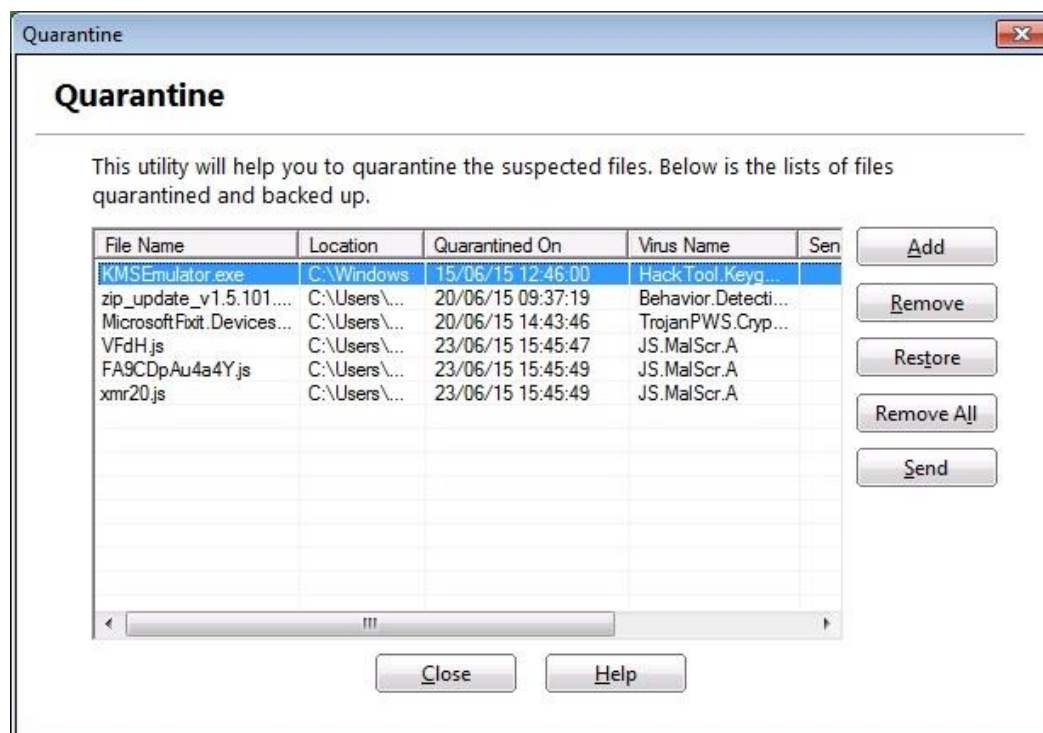 Quarantine
Quarantine
This utility will help you to quarantine the suspected files. Below is the lists of files
quarantined and backed up.
File Name Location Quarantined On Virus Name Sen
KMSEmulator.exe C:\Windows 15/06/15 12:46:00 HackTool.Keyg...
zip_update_v1.5.101.... C:\Users\... 20/06/15 09:37:19 Behavior.Detecti...
MicrosoftFixit.Devices... C:\Users\... 20/06/15 14:43:46 TrojanPWS.Cryp...
VFdH.js C:\Users\... 23/06/15 15:45:47 JS.MalScr.A
FA9CDpAu4a4Y.js C:\Users\... 23/06/15 15:45:49 JS.MalScr.A
xmr20.js C:\Users\... 23/06/15 15:45:49 JS.MalScr.A
Add
Remove
Restore
Remove All
Send
Close Help